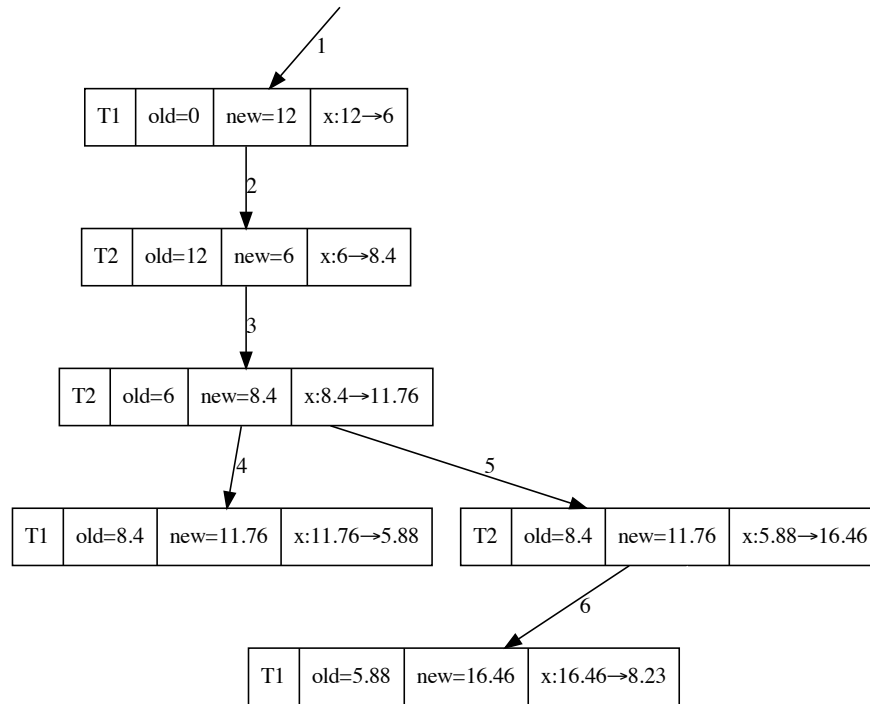 1
T1 old=0 new=12 x:12→6
2
T2 old=12 new=6 x:6→8.4
3
T2 old=6 new=8.4 x:8.4→11.76
4 5
T1 old=8.4 new=11.76 x:11.76→5.88
T2 old=8.4 new=11.76 x:5.88→16.46
6
T1 old=5.88 new=16.46 x:16.46→8.23